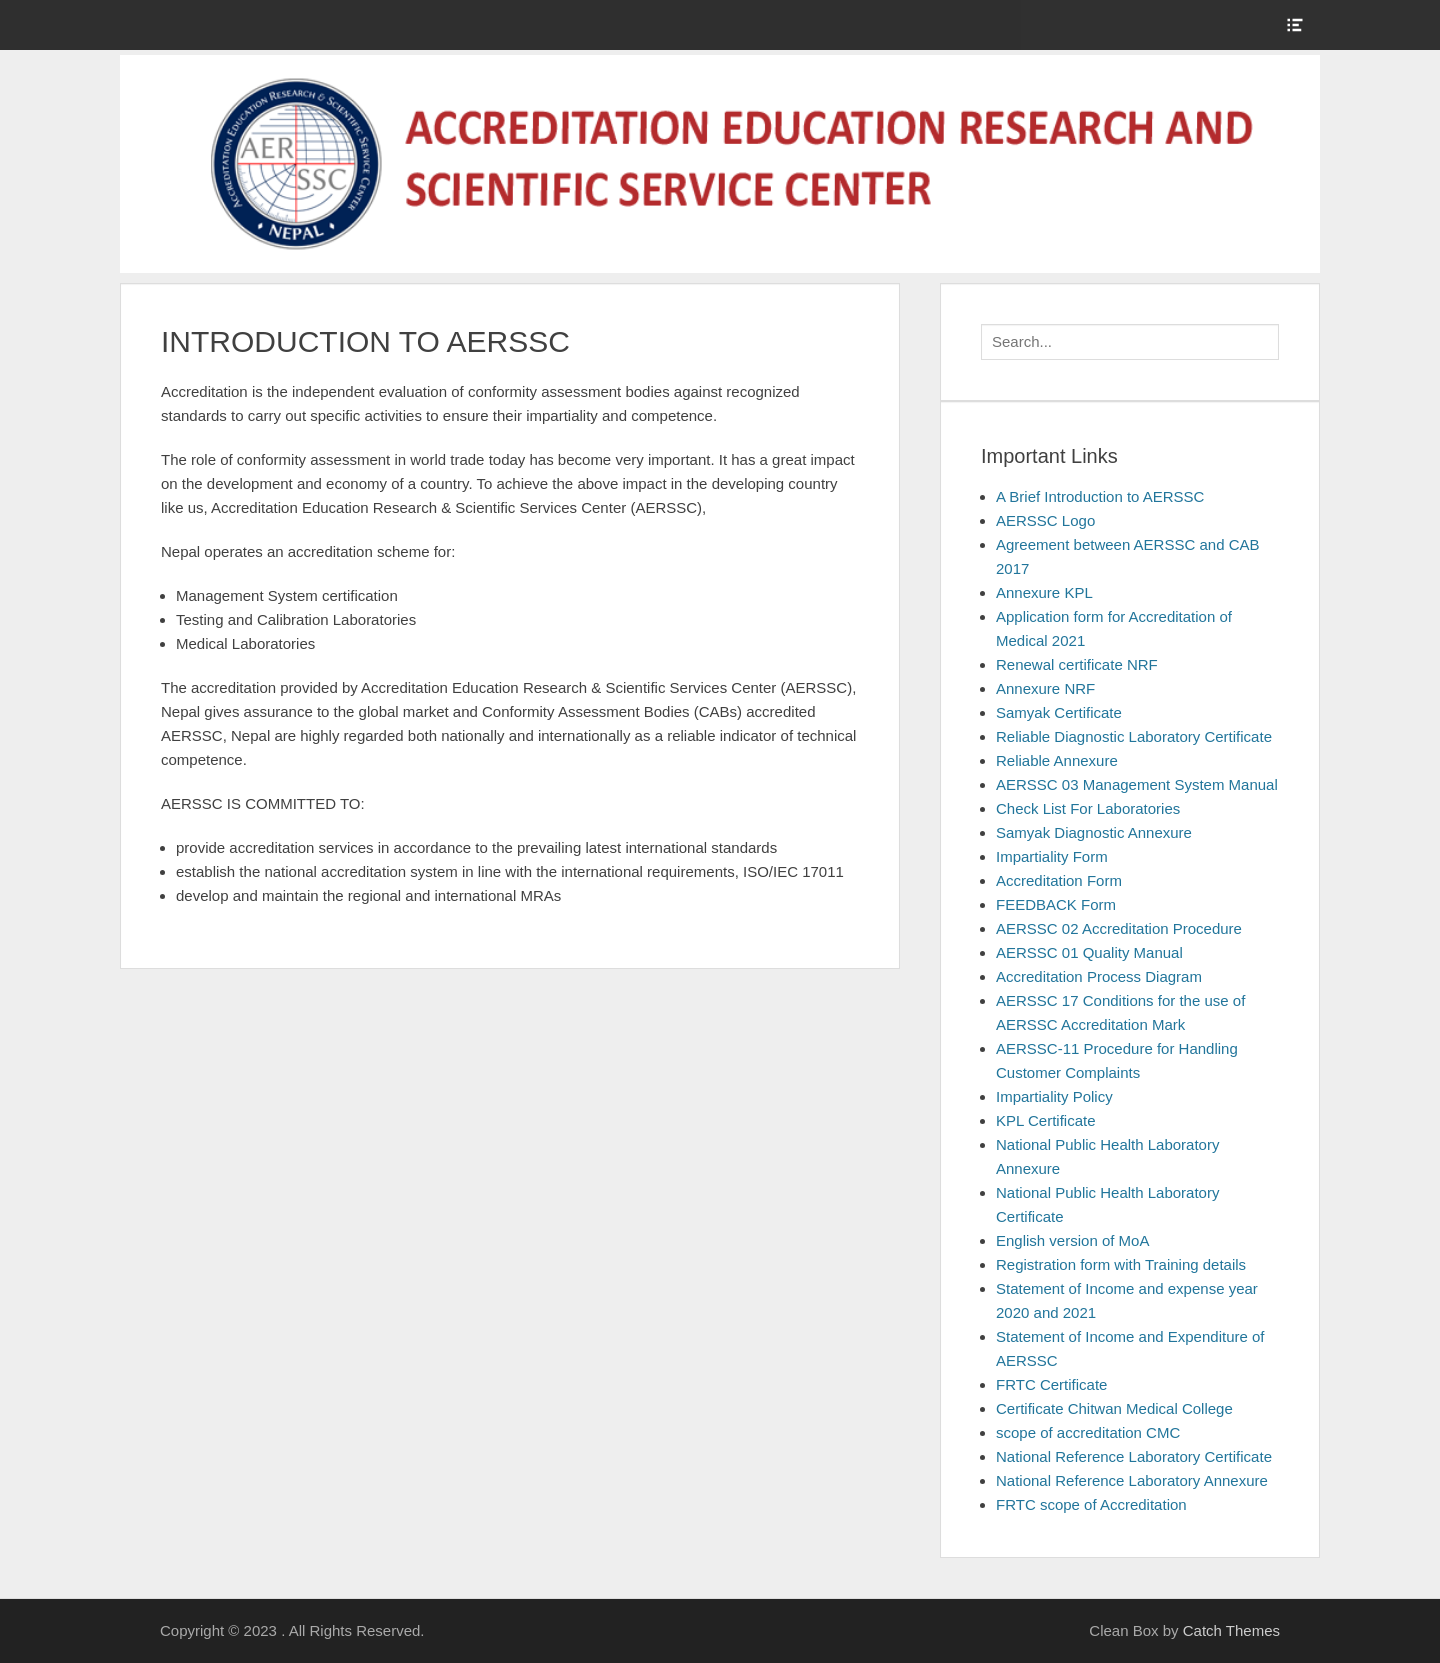 ACCREDITATION EDUCATION RESEARCH & SCIENTIFIC SERVICE CENTER
AER
SSC
NEPAL
ACCREDITATION EDUCATION RESEARCH AND
SCIENTIFIC SERVICE CENTER
INTRODUCTION TO AERSSC
Accreditation is the independent evaluation of conformity assessment bodies against recognized
standards to carry out specific activities to ensure their impartiality and competence.
The role of conformity assessment in world trade today has become very important. It has a great impact
on the development and economy of a country. To achieve the above impact in the developing country
like us, Accreditation Education Research & Scientific Services Center (AERSSC),
Nepal operates an accreditation scheme for:
Management System certification
Testing and Calibration Laboratories
Medical Laboratories
The accreditation provided by Accreditation Education Research & Scientific Services Center (AERSSC),
Nepal gives assurance to the global market and Conformity Assessment Bodies (CABs) accredited
AERSSC, Nepal are highly regarded both nationally and internationally as a reliable indicator of technical
competence.
AERSSC IS COMMITTED TO:
provide accreditation services in accordance to the prevailing latest international standards
establish the national accreditation system in line with the international requirements, ISO/IEC 17011
develop and maintain the regional and international MRAs
Search...
Important Links
A Brief Introduction to AERSSC
AERSSC Logo
Agreement between AERSSC and CAB
2017
Annexure KPL
Application form for Accreditation of
Medical 2021
Renewal certificate NRF
Annexure NRF
Samyak Certificate
Reliable Diagnostic Laboratory Certificate
Reliable Annexure
AERSSC 03 Management System Manual
Check List For Laboratories
Samyak Diagnostic Annexure
Impartiality Form
Accreditation Form
FEEDBACK Form
AERSSC 02 Accreditation Procedure
AERSSC 01 Quality Manual
Accreditation Process Diagram
AERSSC 17 Conditions for the use of
AERSSC Accreditation Mark
AERSSC-11 Procedure for Handling
Customer Complaints
Impartiality Policy
KPL Certificate
National Public Health Laboratory
Annexure
National Public Health Laboratory
Certificate
English version of MoA
Registration form with Training details
Statement of Income and expense year
2020 and 2021
Statement of Income and Expenditure of
AERSSC
FRTC Certificate
Certificate Chitwan Medical College
scope of accreditation CMC
National Reference Laboratory Certificate
National Reference Laboratory Annexure
FRTC scope of Accreditation
Copyright © 2023 . All Rights Reserved.
Clean Box by Catch Themes